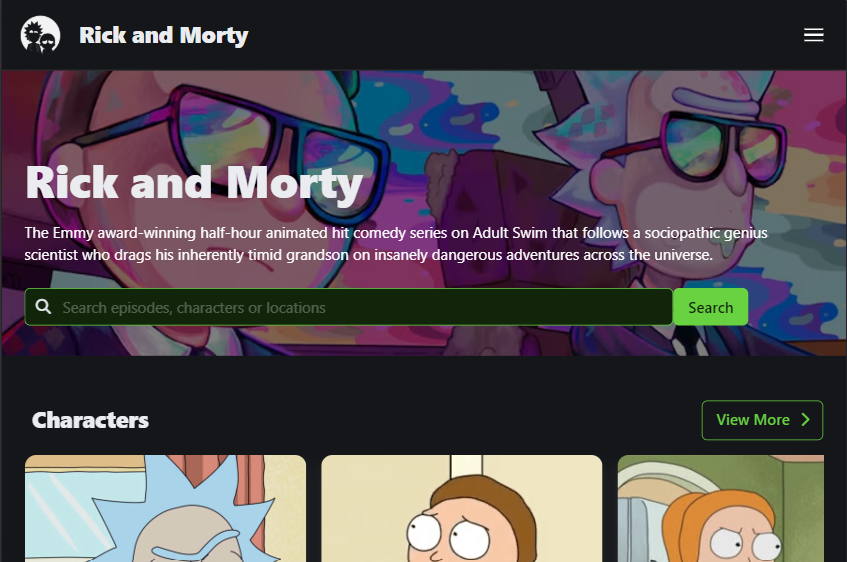 Rick and Morty
Rick and Morty
The Emmy award-winning half-hour animated hit comedy series on Adult Swim that follows a sociopathic genius
scientist who drags his inherently timid grandson on insanely dangerous adventures across the universe.
Search episodes, characters or locations
Search
Characters
View More